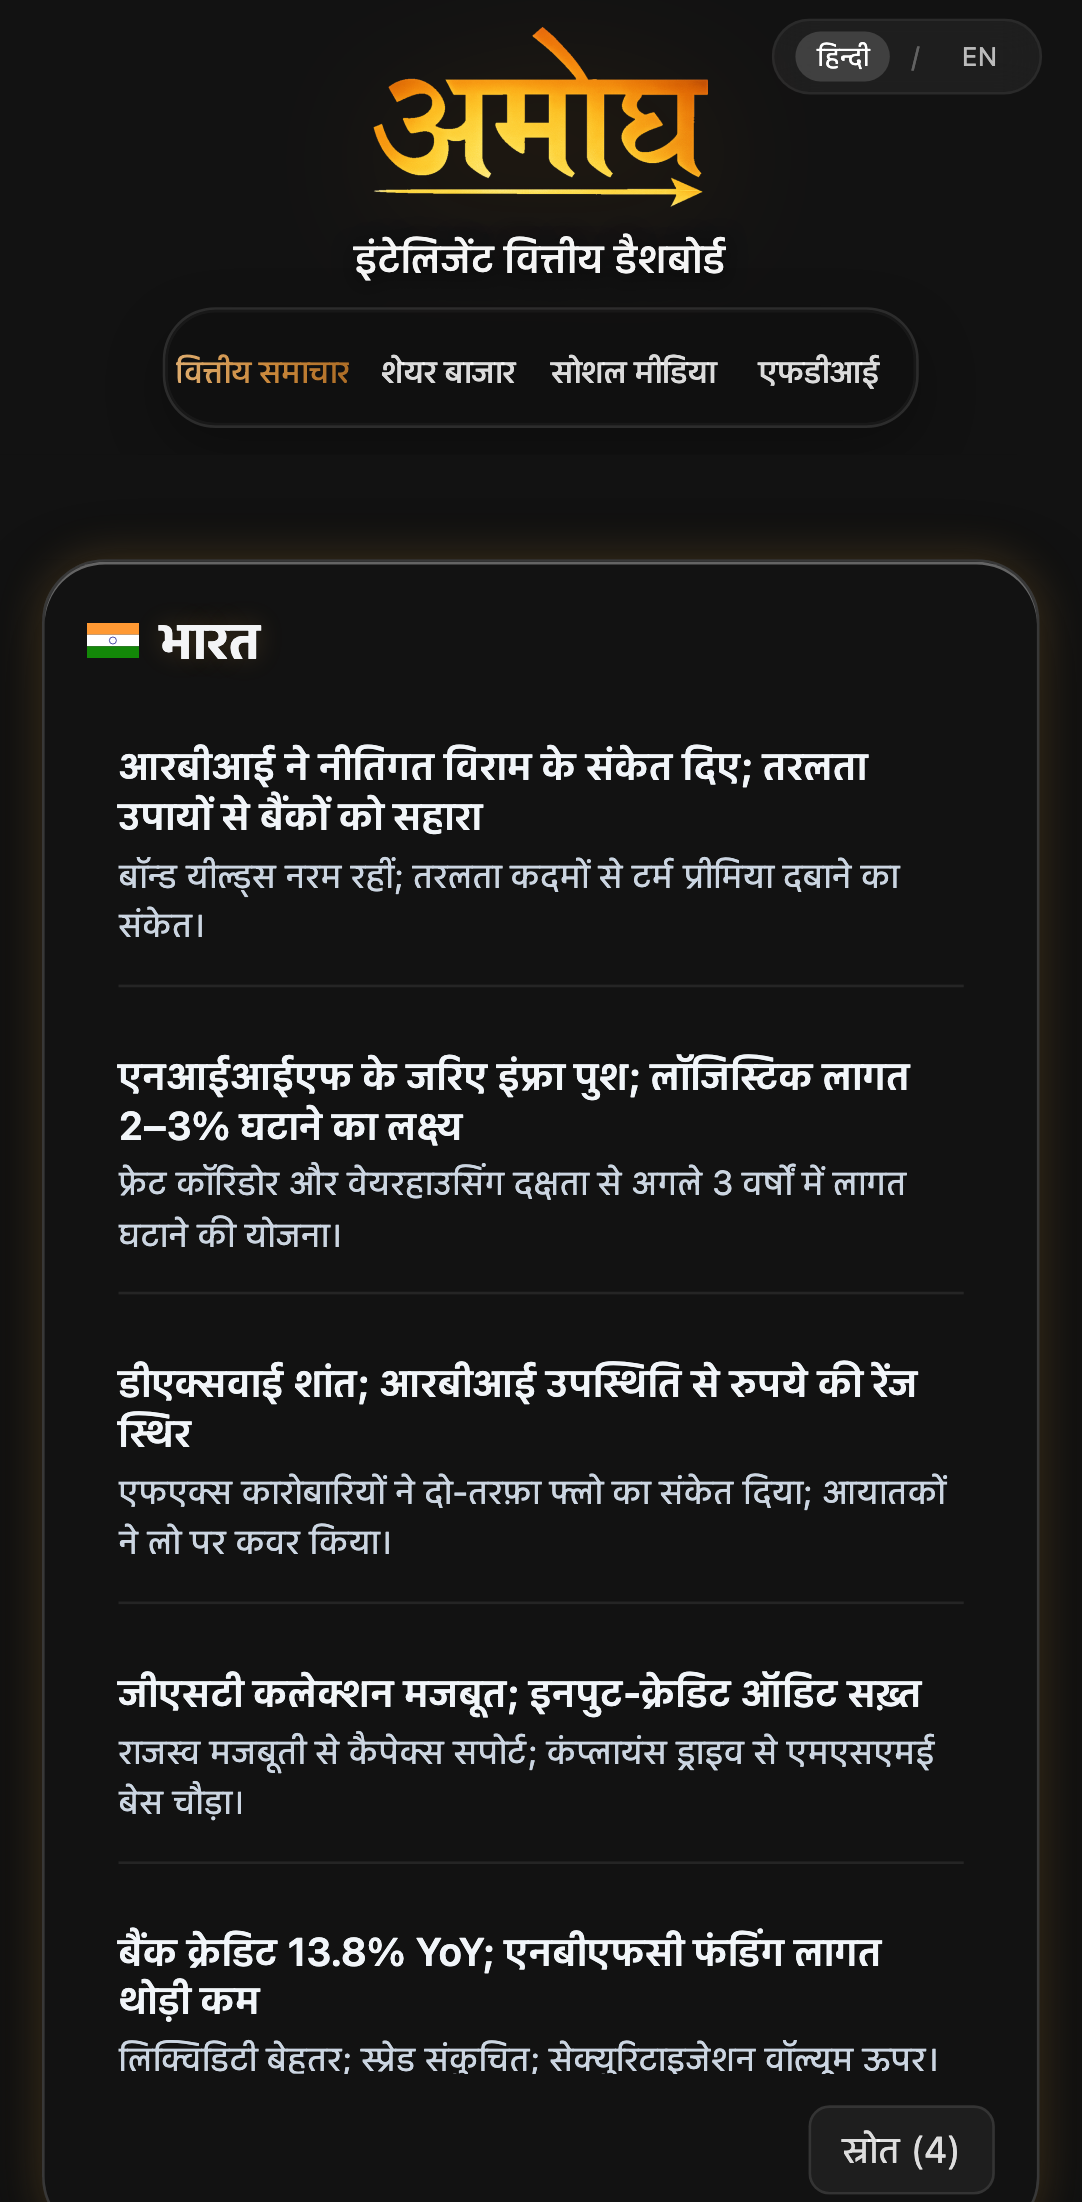 हिन्दी / EN
अमोघ
इंटेलिजेंट वित्तीय डैशबोर्ड
वित्तीय समाचार शेयर बाजार सोशल मीडिया एफडीआई
भारत
आरबीआई ने नीतिगत विराम के संकेत दिए; तरलता
उपायों से बैंकों को सहारा
बॉन्ड यील्ड्स नरम रहीं; तरलता कदमों से टर्म प्रीमिया दबाने का
संकेत।
एनआईआईएफ के जरिए इंफ्रा पुश; लॉजिस्टिक लागत
2–3% घटाने का लक्ष्य
फ्रेट कॉरिडोर और वेयरहाउसिंग दक्षता से अगले 3 वर्षों में लागत
घटाने की योजना।
डीएक्सवाई शांत; आरबीआई उपस्थिति से रुपये की रेंज
स्थिर
एफएक्स कारोबारियों ने दो-तरफ़ा फ्लो का संकेत दिया; आयातकों
ने लो पर कवर किया।
जीएसटी कलेक्शन मजबूत; इनपुट-क्रेडिट ऑडिट सख़्त
राजस्व मजबूती से कैपेक्स सपोर्ट; कंप्लायंस ड्राइव से एमएसएमई
बेस चौड़ा।
बैंक क्रेडिट 13.8% YoY; एनबीएफसी फंडिंग लागत
थोड़ी कम
लिक्विडिटी बेहतर; स्प्रेड संकुचित; सेक्युरिटाइजेशन वॉल्यूम ऊपर।
स्रोत (4)